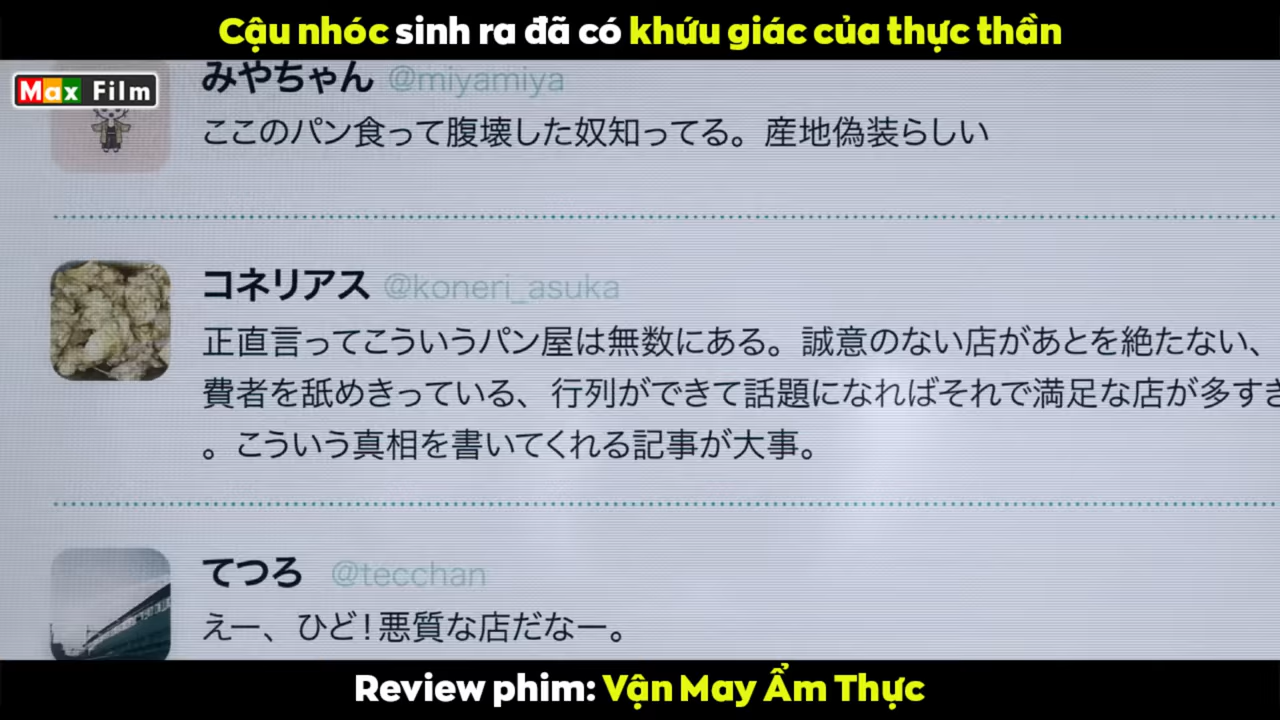 Cậu nhóc sinh ra đã có khứu giác của thực thần
Max Film
みやちゃん @miyamiya
ここのパン食って腹壊した奴知ってる。産地偽装らしい
コネリアス @koneri_asuka
正直言ってこういうパン屋は無数にある。誠意のない店があとを絶たない、
費者を舐めきっている、行列ができて話題になればそれで満足な店が多すぎ
。こういう真相を書いてくれる記事が大事。
てつろ @tecchan
えー、ひど!悪質な店だなー。
Review phim: Vận May Ẩm Thực